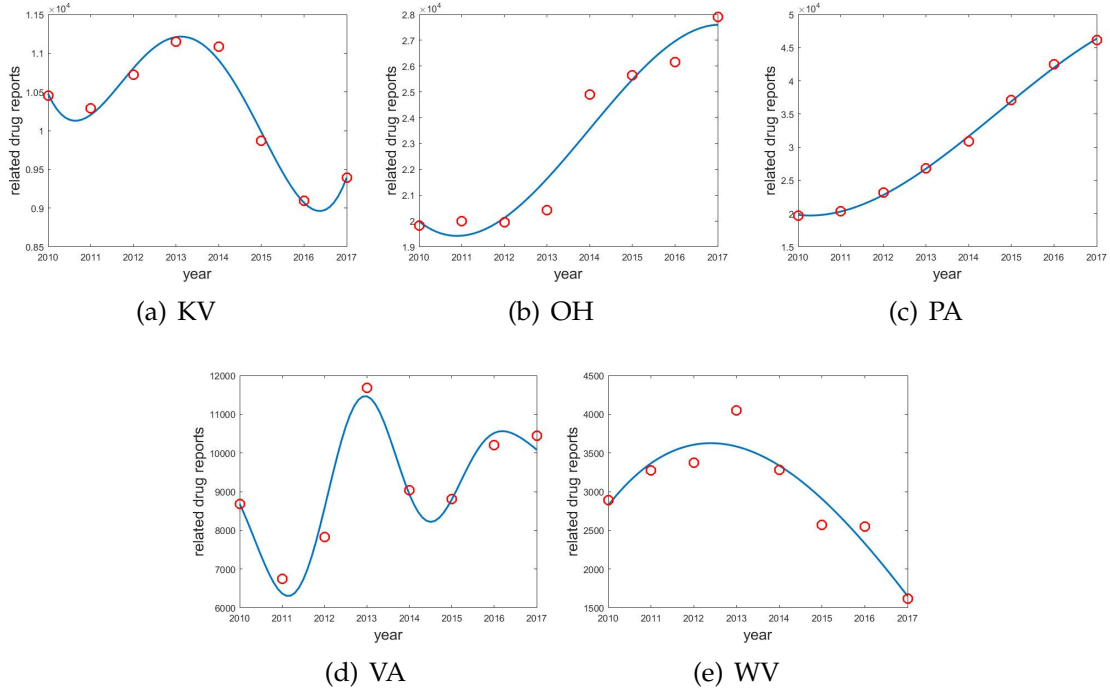 ×10⁴
11.5
11
10.5
1
0.95
0.9
0.85
related drug reports
2010 2011 2012 2013 2014 2015 2016 2017
year
(a) KV
×10⁴
2.8
2.7
2.6
2.5
2.4
2.3
2.2
2.1
2
1.9
related drug reports
2010 2011 2012 2013 2014 2015 2016 2017
year
(b) OH
×10⁴
5
4.5
4
3.5
3
2.5
2
1.5
related drug reports
2010 2011 2012 2013 2014 2015 2016 2017
year
(c) PA
12000
11000
10000
9000
8000
7000
6000
related drug reports
2010 2011 2012 2013 2014 2015 2016 2017
year
(d) VA
4500
4000
3500
3000
2500
2000
1500
related drug reports
2010 2011 2012 2013 2014 2015 2016 2017
year
(e) WV